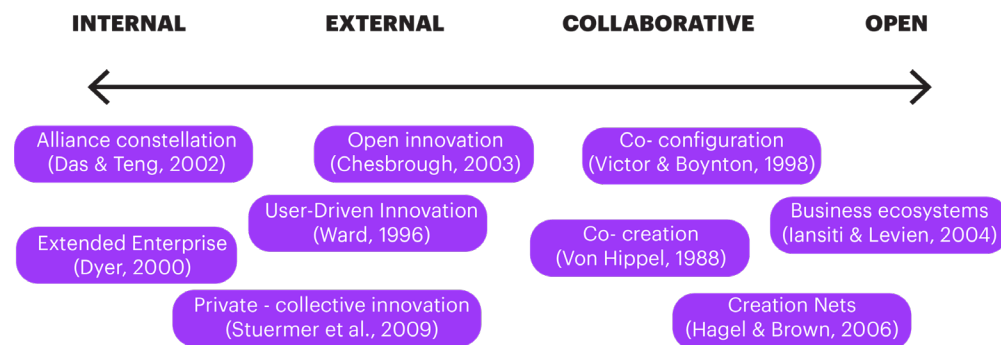 INTERNAL EXTERNAL COLLABORATIVE OPEN
Alliance constellation
(Das & Teng, 2002)
Open innovation
(Chesbrough, 2003)
Co- configuration
(Victor & Boynton, 1998)
User-Driven Innovation
(Ward, 1996)
Business ecosystems
(Iansiti & Levien, 2004)
Extended Enterprise
(Dyer, 2000)
Co- creation
(Von Hippel, 1988)
Private - collective innovation
(Stuermer et al., 2009)
Creation Nets
(Hagel & Brown, 2006)